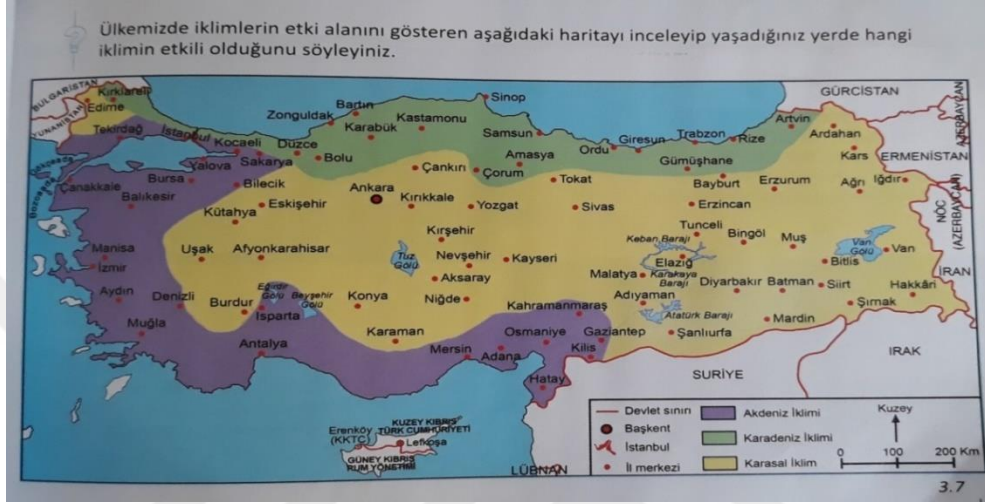 Ülkemizde iklimlerin etki alanını gösteren aşağıdaki haritayı inceleyip yaşadığınız yerde hangi
iklimin etkili olduğunu söyleyiniz.
BULGARİSTAN
YUNANİSTAN
Kırklareli
Edirne
Tekirdağ
İstanbul
Kocaeli
Yalova
Sakarya
Düzce
Bolu
Zonguldak
Bartın
Karabük
Kastamonu
Sinop
Samsun
Amasya
Çorum
Çankırı
Ordu
Giresun
Trabzon
Rize
Gümüşhane
Artvin
Ardahan
Kars
GÜRCİSTAN
AZERBAYCAN
ERMENİSTAN
NÖC
(AZERBAYCAN)
İRAN
Gökçeada
Bozcaada
Çanakkale
Balıkesir
Bursa
Bilecik
Kütahya
Eskişehir
Ankara
Kırıkkale
Yozgat
Tokat
Sivas
Bayburt
Erzurum
Erzincan
Ağrı
Iğdır
Manisa
İzmir
Aydın
Uşak
Afyonkarahisar
Denizli
Burdur
Muğla
Eğirdir
Gölü
Beyşehir
Gölü
Isparta
Antalya
Konya
Karaman
Tuz
Gölü
Kırşehir
Nevşehir
Aksaray
Niğde
Kayseri
Kahramanmaraş
Mersin
Adana
Osmaniye
Gaziantep
Kilis
Hatay
Malatya
Adıyaman
Keban Barajı
Elazığ
Karakaya
Barajı
Atatürk Barajı
Şanlıurfa
Tunceli
Bingöl
Muş
Bitlis
Van
Gölü
Van
Diyarbakır
Batman
Siirt
Hakkâri
Şırnak
Mardin
IRAK
SURİYE
LÜBNAN
KUZEY KIBRIS
TÜRK CUMHURİYETİ
Erenköy
(KKTC)
Lefkoşa
GÜNEY KIBRIS
RUM YÖNETİMİ
Devlet sınırı
Başkent
İstanbul
İl merkezi
Akdeniz İklimi
Karadeniz İklimi
Karasal İklim
Kuzey
0 100 200 Km
3.7